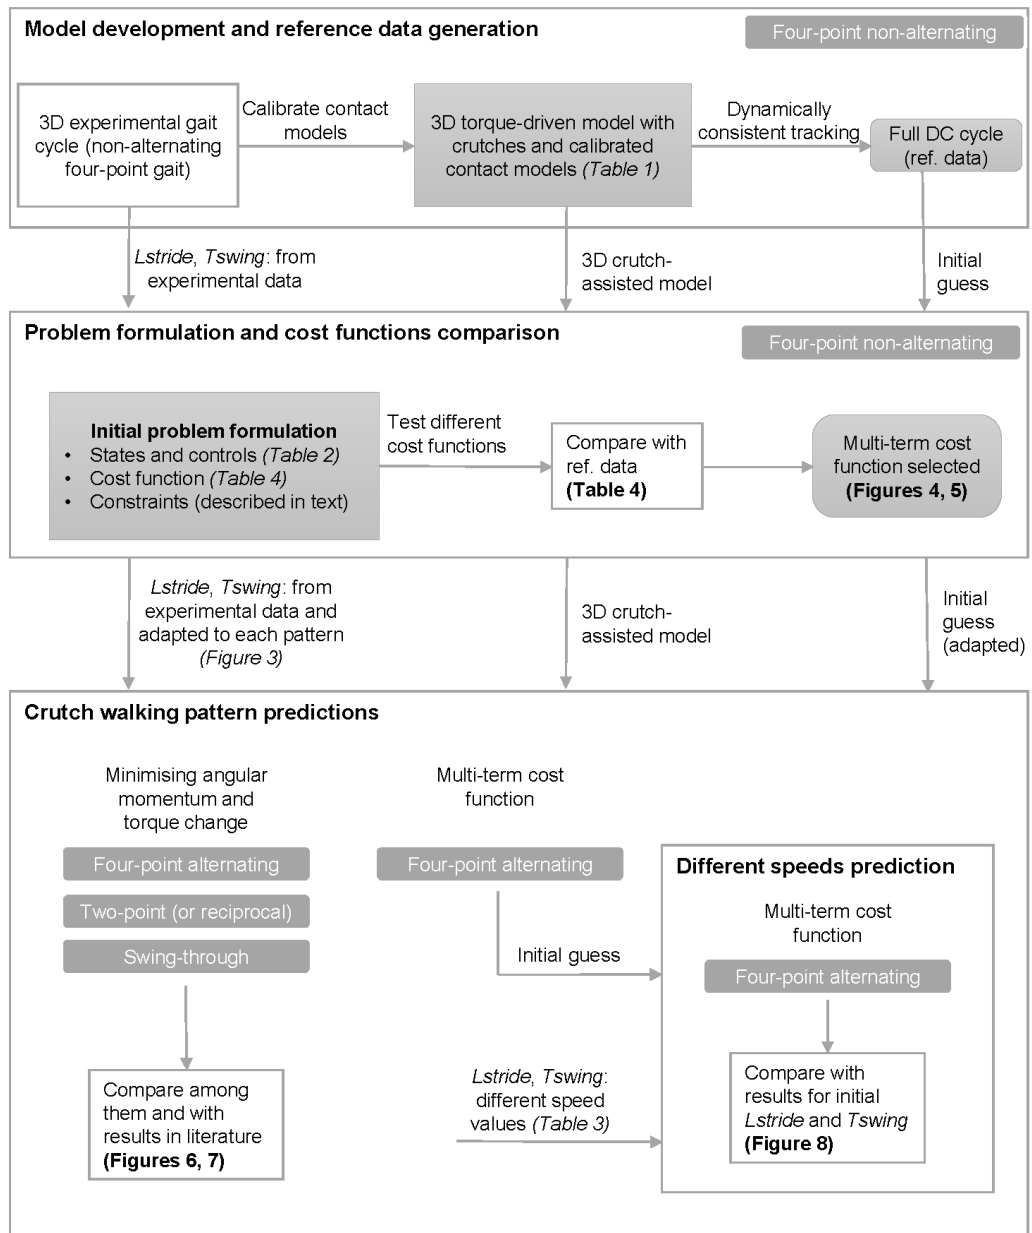 Model development and reference data generation
Four-point non-alternating
3D experimental gait
cycle (non-alternating
four-point gait)
Calibrate contact
models
3D torque-driven model with
crutches and calibrated
contact models (Table 1)
Dynamically
consistent tracking
Full DC cycle
(ref. data)
Lstride, Tswing: from
experimental data
3D crutch-
assisted model
Initial
guess
Problem formulation and cost functions comparison
Four-point non-alternating
Initial problem formulation
• States and controls (Table 2)
• Cost function (Table 4)
• Constraints (described in text)
Test different
cost functions
Compare with
ref. data
(Table 4)
Multi-term cost
function selected
(Figures 4, 5)
Lstride, Tswing: from
experimental data and
adapted to each pattern
(Figure 3)
3D crutch-
assisted model
Initial
guess
(adapted)
Crutch walking pattern predictions
Minimising angular
momentum and
torque change
Four-point alternating
Two-point (or reciprocal)
Swing-through
Compare among
them and with
results in literature
(Figures 6, 7)
Multi-term cost
function
Four-point alternating
Initial guess
Lstride, Tswing:
different speed
values (Table 3)
Different speeds prediction
Multi-term cost
function
Four-point alternating
Compare with
results for initial
Lstride and Tswing
(Figure 8)